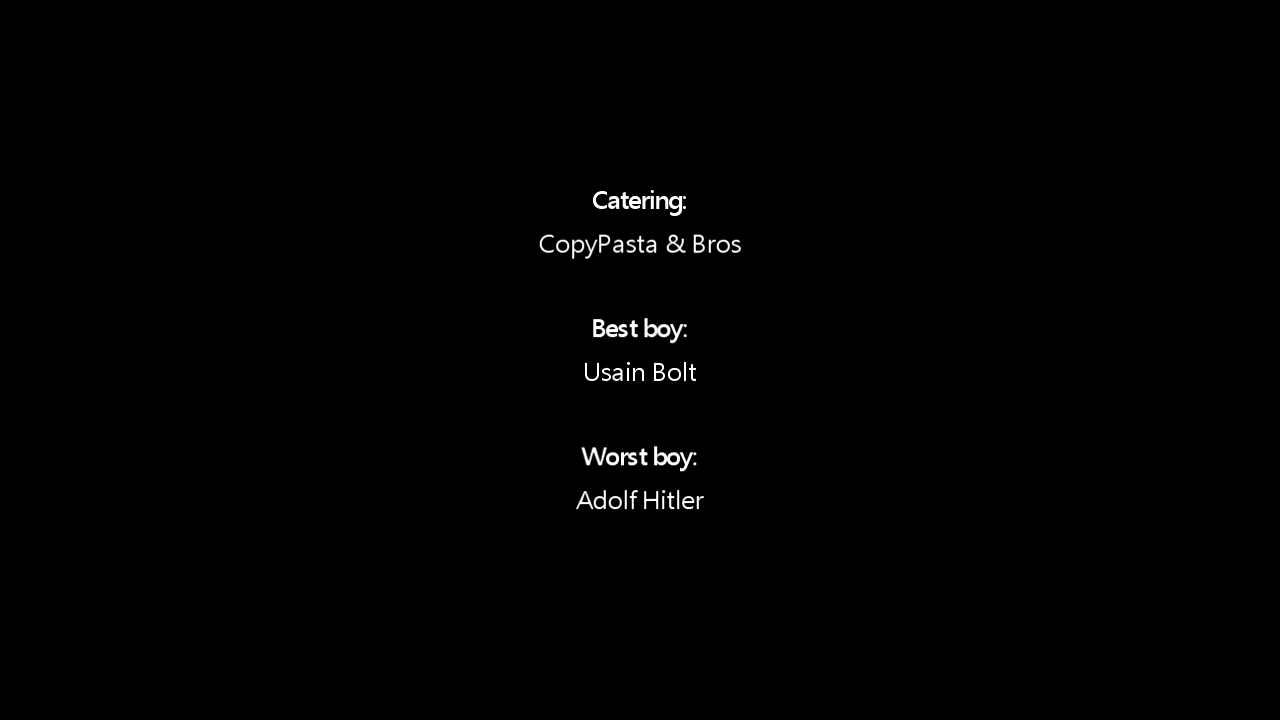 Catering:
CopyPasta & Bros
Best boy:
Usain Bolt
Worst boy:
Adolf Hitler